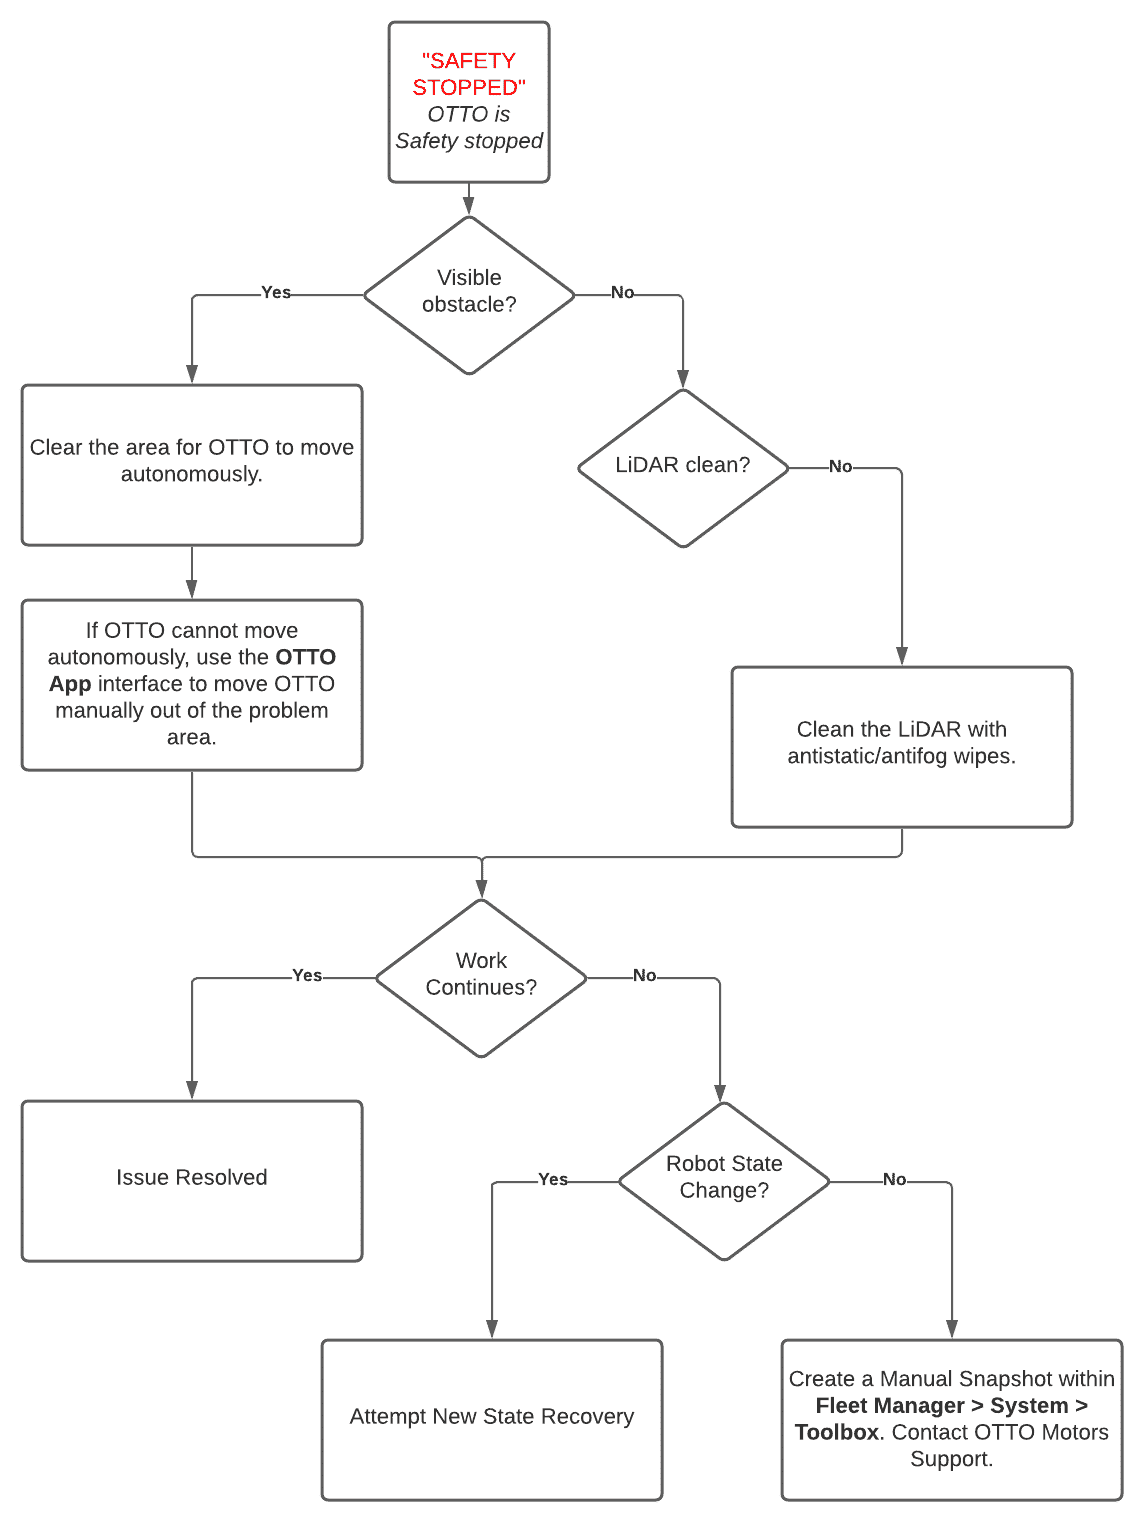 "SAFETY
STOPPED"
OTTO is
Safety stopped
Visible
obstacle?
Yes
No
Clear the area for OTTO to move
autonomously.
LiDAR clean?
No
If OTTO cannot move
autonomously, use the OTTO
App interface to move OTTO
manually out of the problem
area.
Clean the LiDAR with
antistatic/antifog wipes.
Work
Continues?
Yes
No
Issue Resolved
Robot State
Change?
Yes
No
Attempt New State Recovery
Create a Manual Snapshot within
Fleet Manager > System >
Toolbox. Contact OTTO Motors
Support.